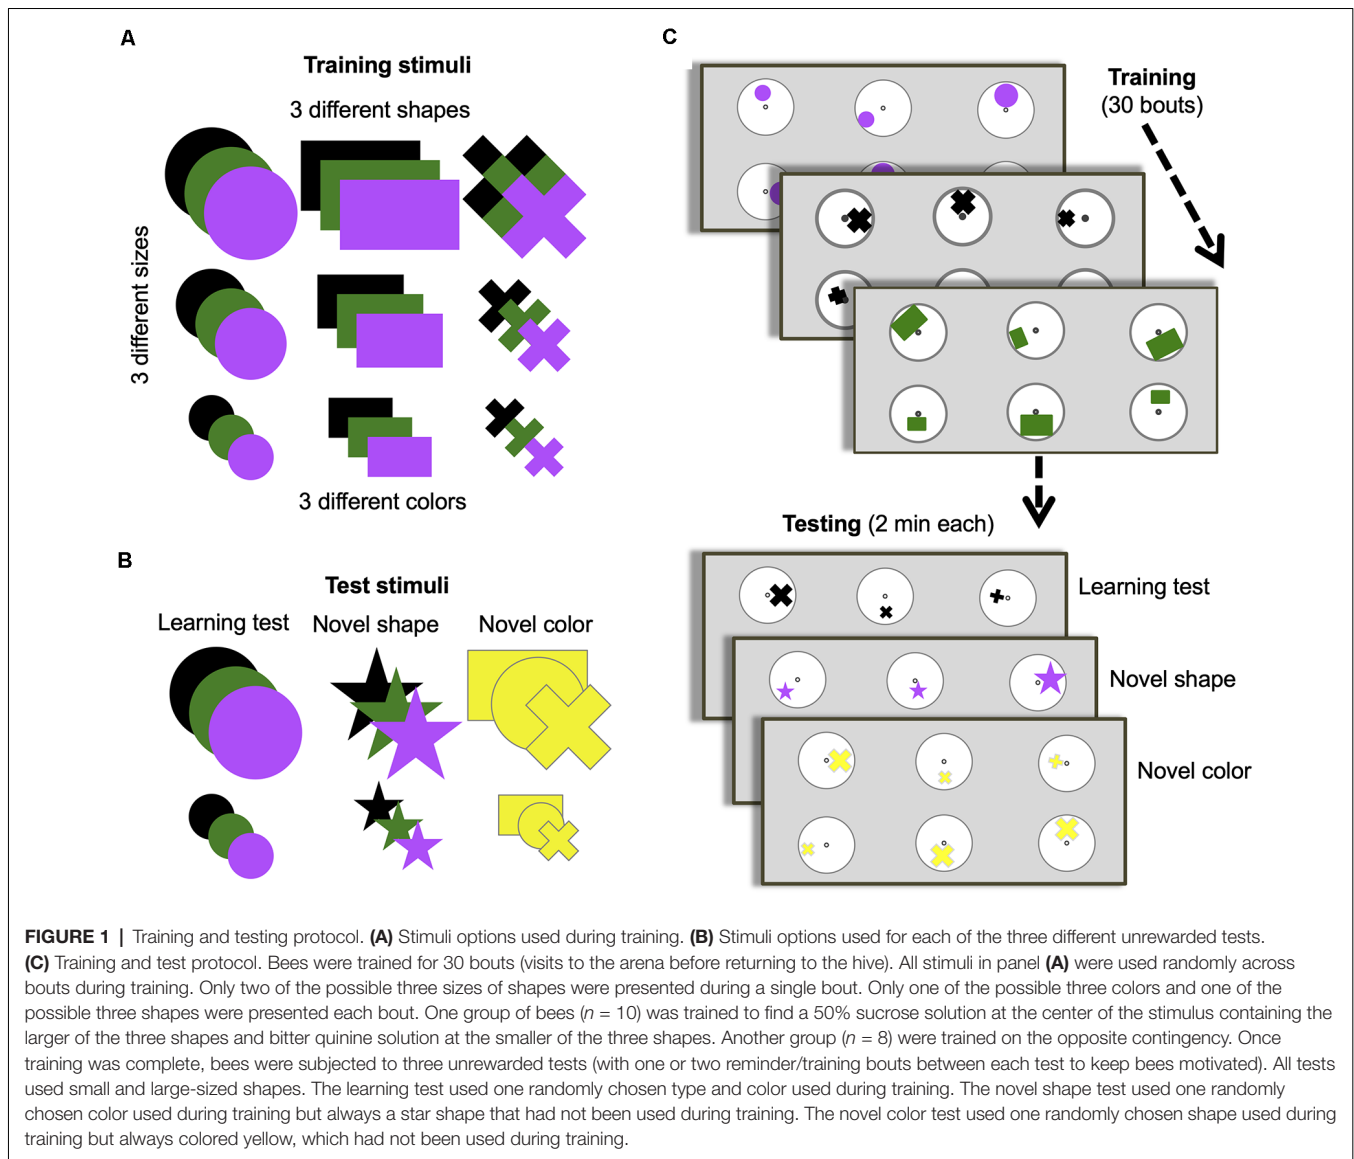 A
Training stimuli
3 different shapes
3 different sizes
3 different colors
B
Test stimuli
Learning test
Novel shape
Novel color
C
Training
(30 bouts)
Testing (2 min each)
Learning test
Novel shape
Novel color
FIGURE 1 | Training and testing protocol. (A) Stimuli options used during training. (B) Stimuli options used for each of the three different unrewarded tests.
(C) Training and test protocol. Bees were trained for 30 bouts (visits to the arena before returning to the hive). All stimuli in panel (A) were used randomly across
bouts during training. Only two of the possible three sizes of shapes were presented during a single bout. Only one of the possible three colors and one of the
possible three shapes were presented each bout. One group of bees (n = 10) was trained to find a 50% sucrose solution at the center of the stimulus containing the
larger of the three shapes and bitter quinine solution at the smaller of the three shapes. Another group (n = 8) were trained on the opposite contingency. Once
training was complete, bees were subjected to three unrewarded tests (with one or two reminder/training bouts between each test to keep bees motivated). All tests
used small and large-sized shapes. The learning test used one randomly chosen type and color used during training. The novel shape test used one randomly
chosen color used during training but always a star shape that had not been used during training. The novel color test used one randomly chosen shape used during
training but always colored yellow, which had not been used during training.